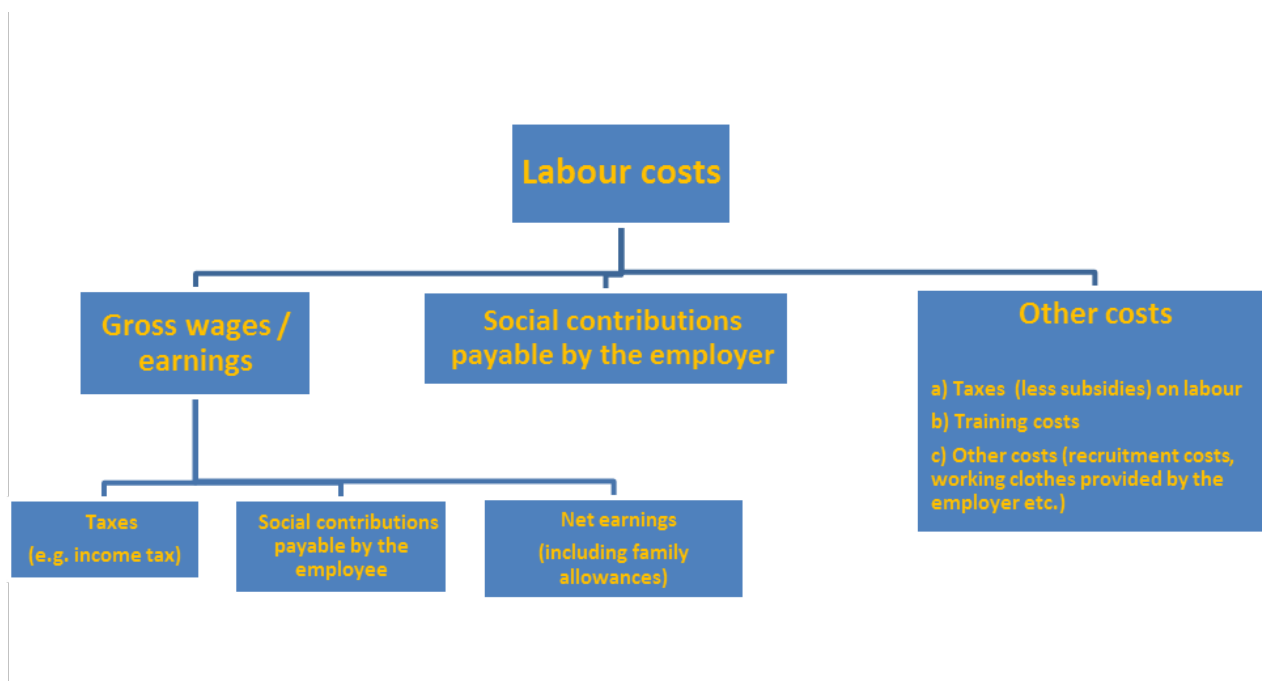 Labour costs
Gross wages /
earnings
Social contributions
payable by the employer
Other costs
a) Taxes (less subsidies) on labour
b) Training costs
c) Other costs (recruitment costs,
working clothes provided by the
employer etc.)
Taxes
(e.g. income tax)
Social contributions
payable by the
employee
Net earnings
(including family
allowances)